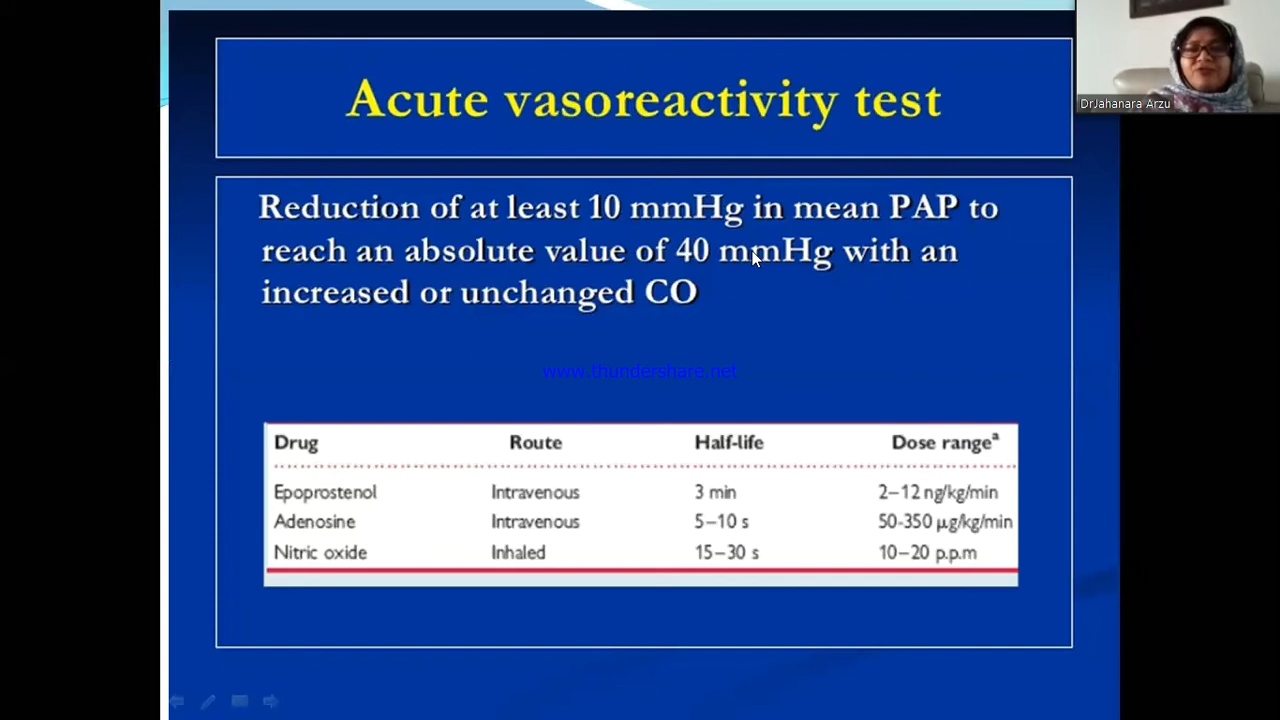 Acute vasoreactivity test
DrJahanara Arzu
Reduction of at least 10 mmHg in mean PAP to
reach an absolute value of 40 mmHg with an
increased or unchanged CO
www.thundershare.net
Drug Route Half-life Dose rangeª
Epoprostenol Intravenous 3 min 2–12 ng/kg/min
Adenosine Intravenous 5–10 s 50-350 µg/kg/min
Nitric oxide Inhaled 15–30 s 10–20 p.p.m